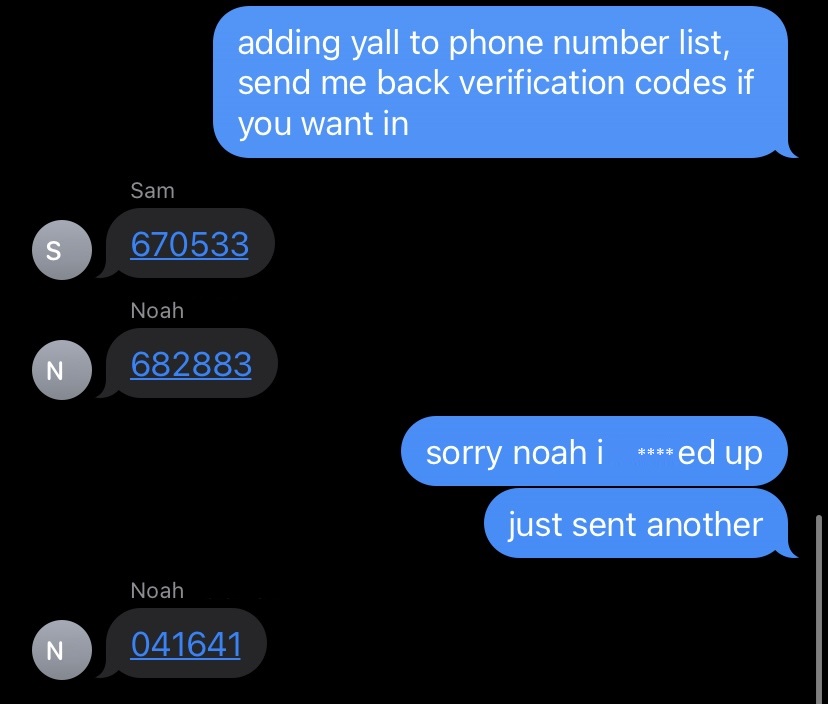 adding yall to phone number list,
send me back verification codes if
you want in
Sam
S
670533
Noah
N
682883
sorry noah i ****ed up
just sent another
Noah
N
041641